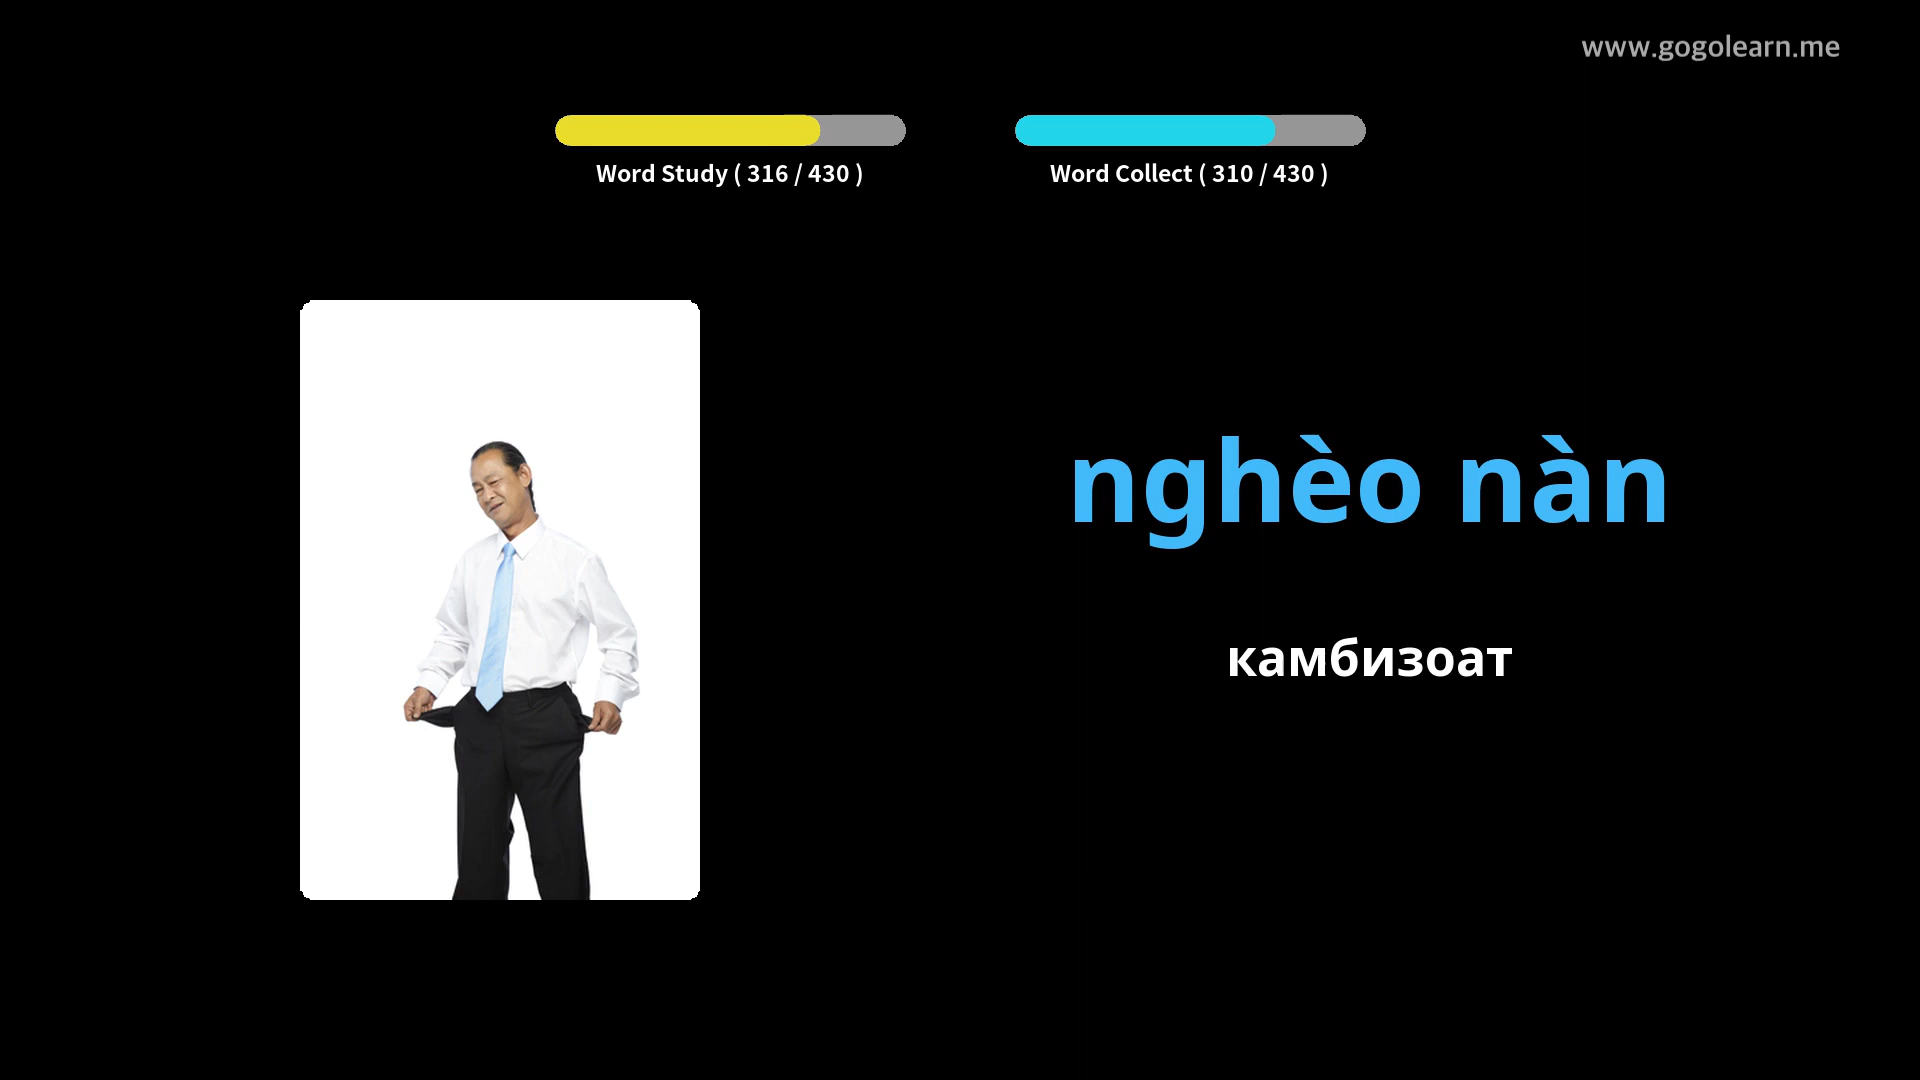 www.gogolearn.me
Word Study ( 316 / 430 )
Word Collect ( 310 / 430 )
nghèo nàn
камбизоат